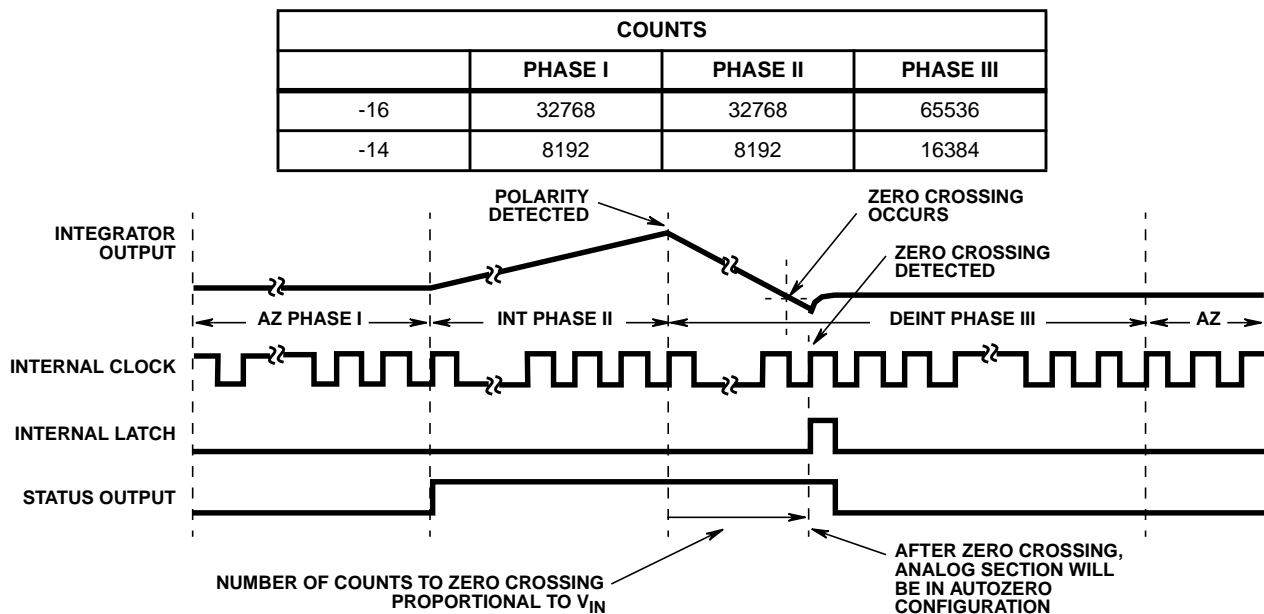 COUNTS
PHASE I PHASE II PHASE III
-16 32768 32768 65536
-14 8192 8192 16384
POLARITY
DETECTED
ZERO CROSSING
OCCURS
INTEGRATOR
OUTPUT
ZERO CROSSING
DETECTED
AZ PHASE I INT PHASE II DEINT PHASE III AZ
INTERNAL CLOCK
INTERNAL LATCH
STATUS OUTPUT
NUMBER OF COUNTS TO ZERO CROSSING
PROPORTIONAL TO VIN
AFTER ZERO CROSSING,
ANALOG SECTION WILL
BE IN AUTOZERO
CONFIGURATION